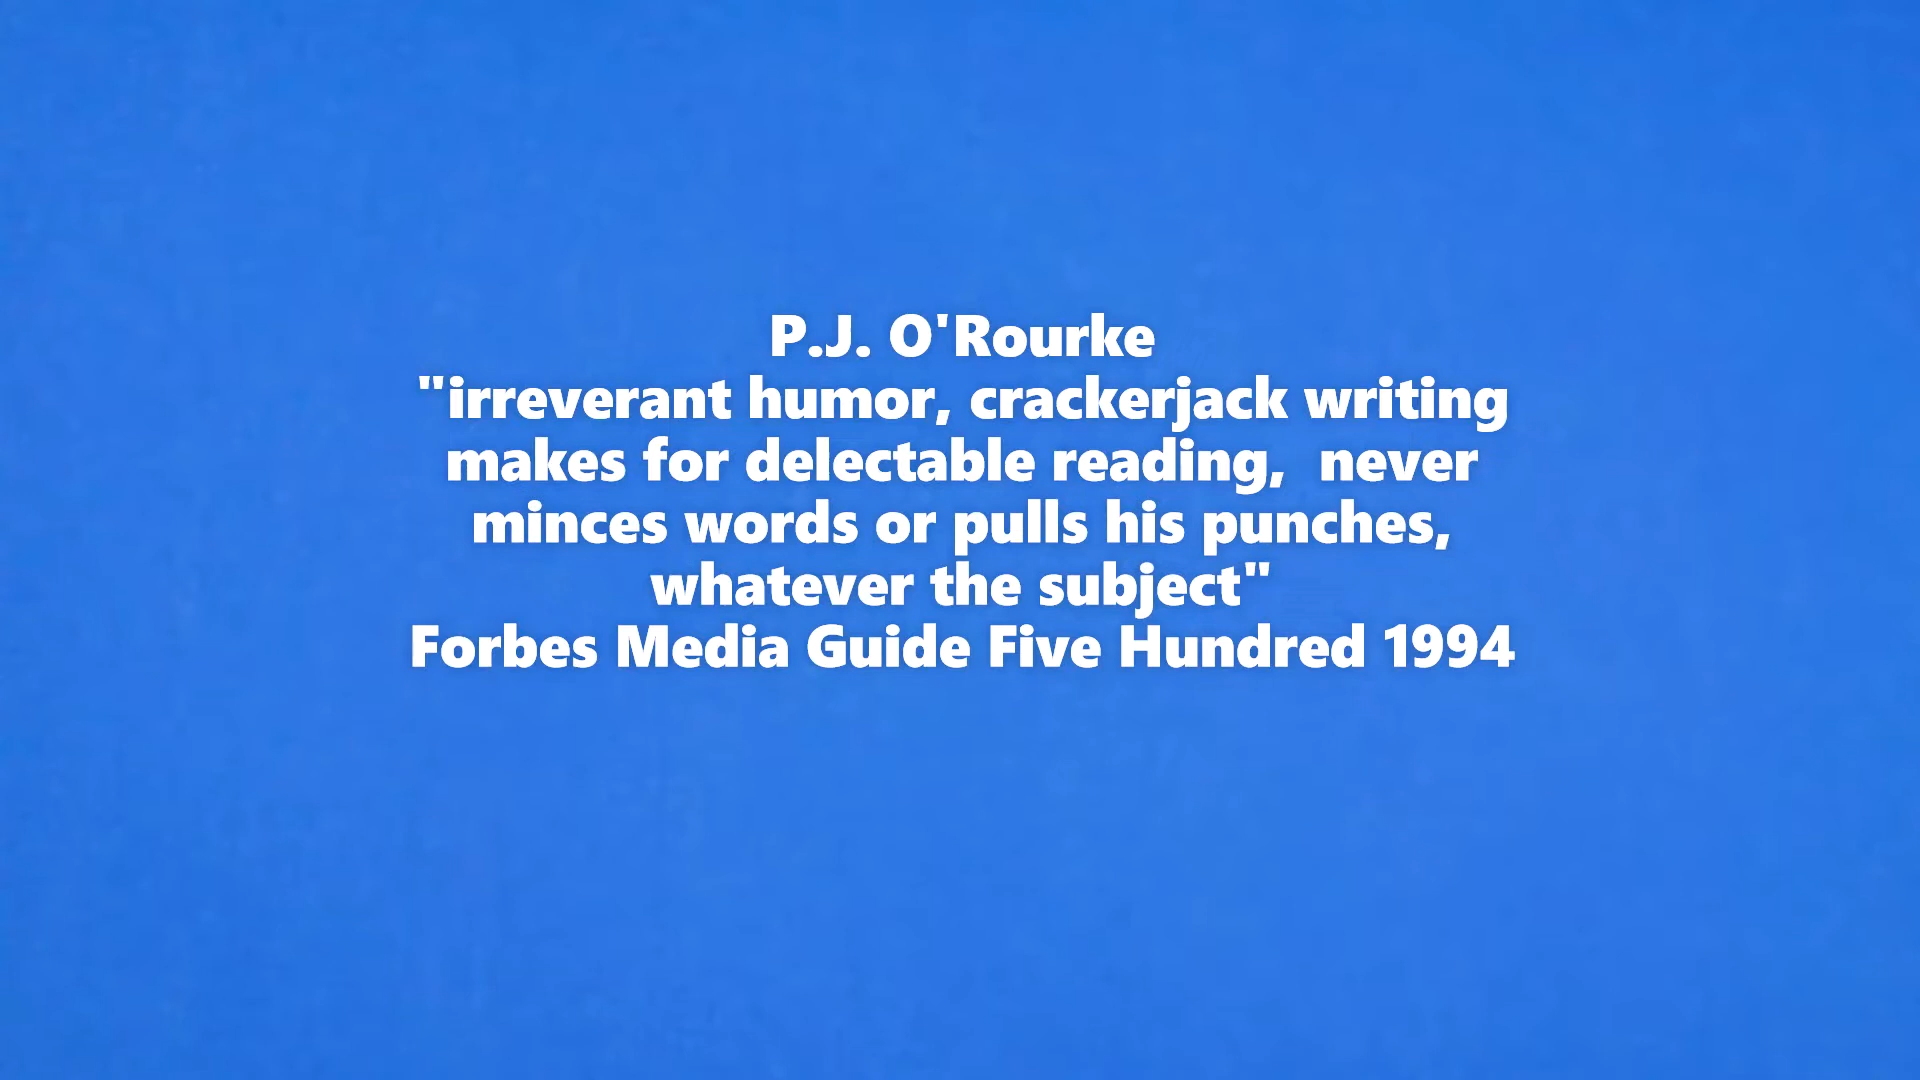 P.J. O'Rourke
"irreverant humor, crackerjack writing
makes for delectable reading,  never
minces words or pulls his punches,
whatever the subject"
Forbes Media Guide Five Hundred 1994